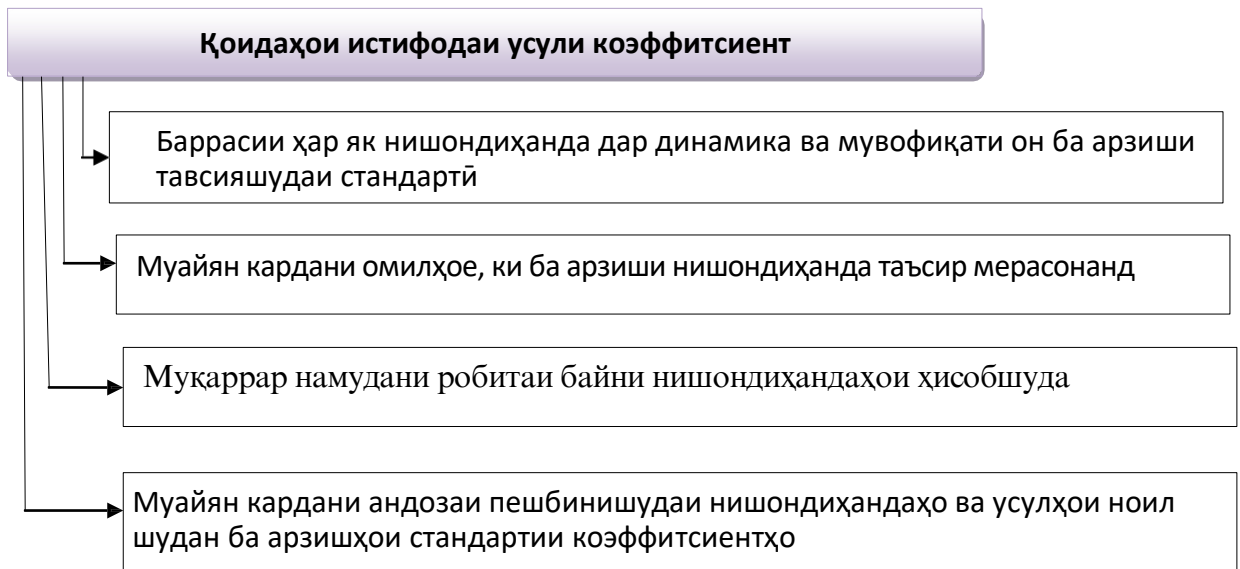 Қоидаҳои истифодаи усули коэффитсиент
Баррасии ҳар як нишондиҳанда дар динамика ва мувофиқати он ба арзиши
тавсияшудаи стандартӣ
Муайян кардани омилҳое, ки ба арзиши нишондиҳанда таъсир мерасонанд
Муқаррар намудани робитаи байни нишондиҳандаҳои ҳисобшуда
Муайян кардани андозаи пешбинишудаи нишондиҳандаҳо ва усулҳои ноил
шудан ба арзишҳои стандартии коэффитсиентҳо